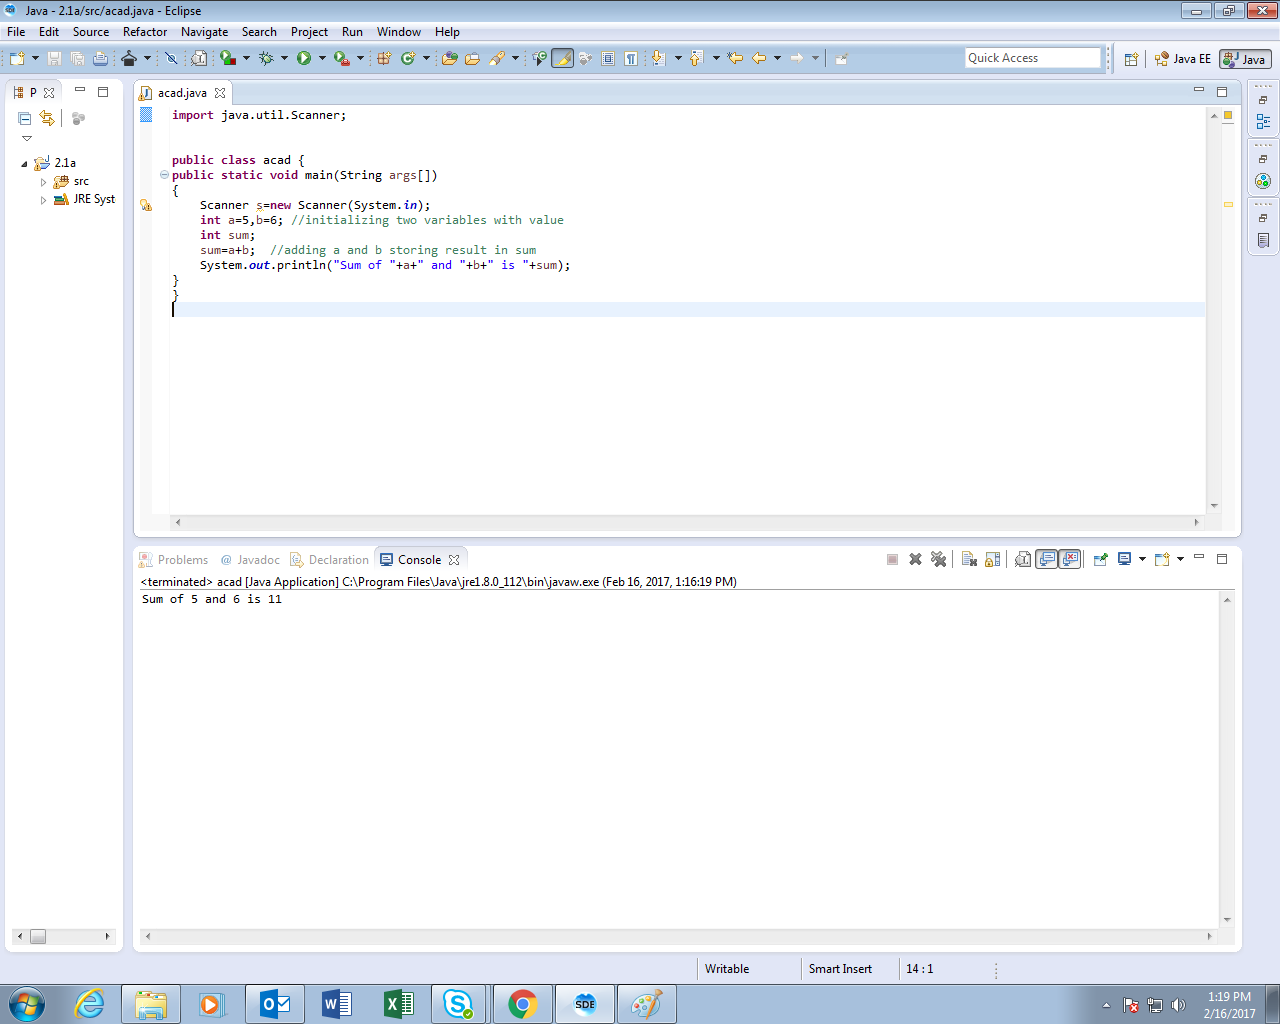 Java - 2.1a/src/acad.java - Eclipse
File Edit Source Refactor Navigate Search Project Run Window Help
Quick Access
Java EE
Java
P
2.1a
src
JRE Syst
acad.java
import java.util.Scanner;
public class acad {
public static void main(String args[])
{
Scanner s=new Scanner(System.in);
int a=5,b=6; //initializing two variables with value
int sum;
sum=a+b; //adding a and b storing result in sum
System.out.println("Sum of "+a+" and "+b+" is "+sum);
}
}
Problems @ Javadoc Declaration Console
<terminated> acad [Java Application] C:\Program Files\Java\jre1.8.0_112\bin\javaw.exe (Feb 16, 2017, 1:16:19 PM)
Sum of 5 and 6 is 11
Writable Smart Insert 14 : 1
SDE
1:19 PM
2/16/2017